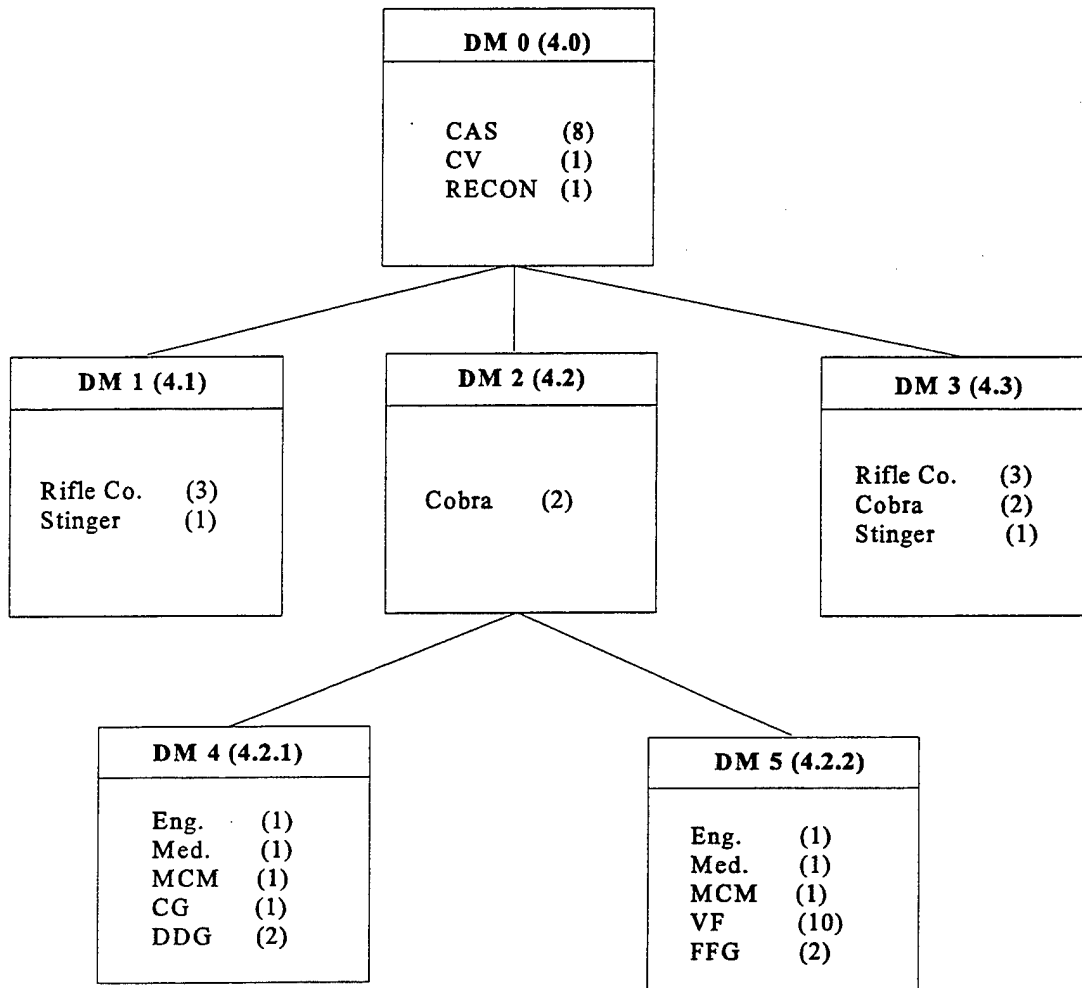 DM 0 (4.0)
CAS (8)
CV (1)
RECON (1)
DM 1 (4.1)
Rifle Co. (3)
Stinger (1)
DM 2 (4.2)
Cobra (2)
DM 3 (4.3)
Rifle Co. (3)
Cobra (2)
Stinger (1)
DM 4 (4.2.1)
Eng. (1)
Med. (1)
MCM (1)
CG (1)
DDG (2)
DM 5 (4.2.2)
Eng. (1)
Med. (1)
MCM (1)
VF (10)
FFG (2)